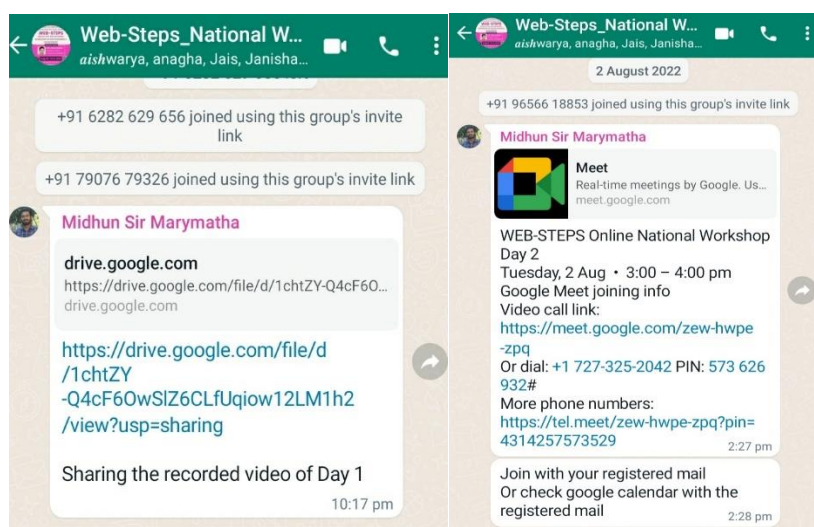 Web-Steps_National W...
aishwarya, anagha, Jais, Janisha...
+91 6282 629 656 joined using this group's invite
link
+91 79076 79326 joined using this group's invite link
Midhun Sir Marymatha
drive.google.com
https://drive.google.com/file/d/1chtZY-Q4cF6O...
drive.google.com
https://drive.google.com/file/d
/1chtZY
-Q4cF6OwSlZ6CLfUqiow12LM1h2
/view?usp=sharing
Sharing the recorded video of Day 1
10:17 pm
Web-Steps_National W...
aishwarya, anagha, Jais, Janisha...
2 August 2022
+91 96566 18853 joined using this group's invite link
Midhun Sir Marymatha
Meet
Real-time meetings by Google. Us...
meet.google.com
WEB-STEPS Online National Workshop
Day 2
Tuesday, 2 Aug • 3:00 – 4:00 pm
Google Meet joining info
Video call link:
https://meet.google.com/zew-hwpe
-zpq
Or dial: +1 727-325-2042 PIN: 573 626
932#
More phone numbers:
https://tel.meet/zew-hwpe-zpq?pin=
4314257573529
2:27 pm
Join with your registered mail
Or check google calendar with the
registered mail
2:28 pm